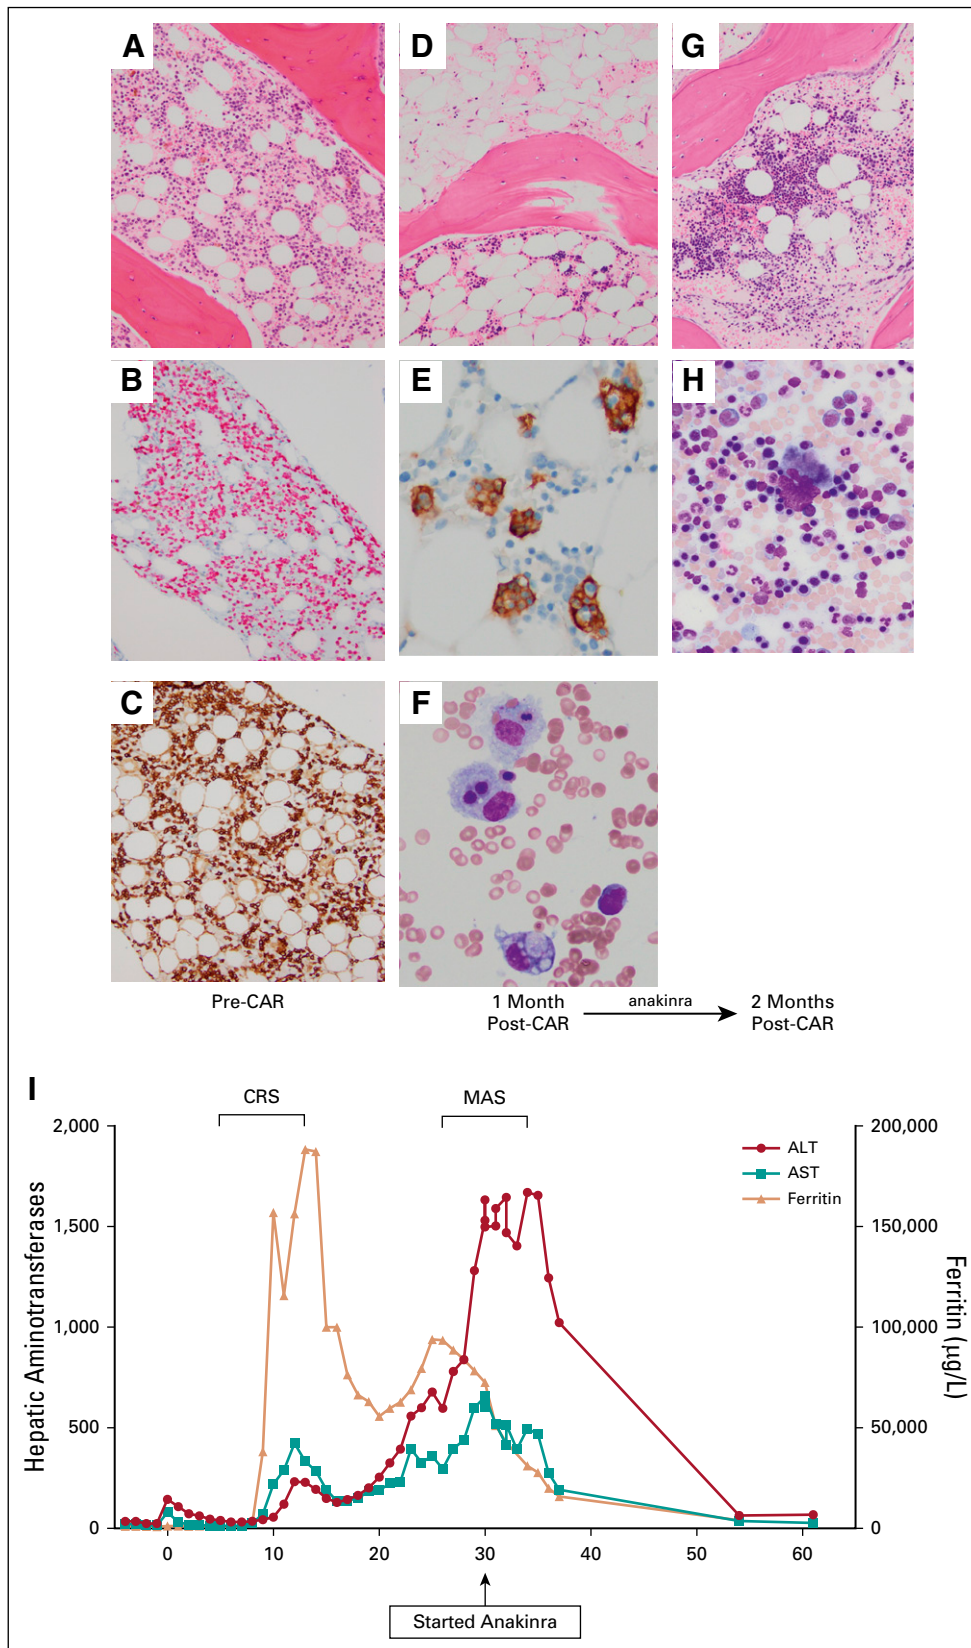 A
D
G
B
E
H
C
F
Pre-CAR
1 Month
Post-CAR
anakinra
2 Months
Post-CAR
I
CRS
MAS
2,000
1,500
1,000
500
0
Hepatic Aminotransferases
ALT
AST
Ferritin
200,000
150,000
100,000
50,000
0
Ferritin (μg/L)
0 10 20 30 40 50 60
Started Anakinra